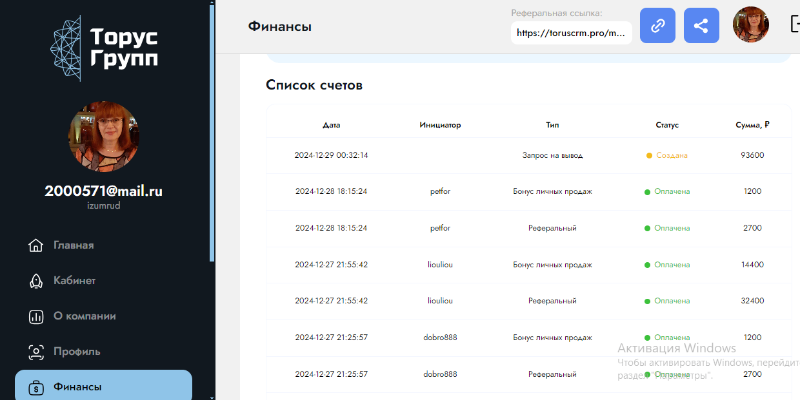 Торус
Групп
2000571@mail.ru
izumrud
Главная
Кабинет
О компании
Профиль
Финансы
Финансы
Реферальная ссылка:
https://toruscrm.pro/m...
Список счетов
Дата Инициатор Тип Статус Сумма, ₽
2024-12-29 00:32:14 Запрос на вывод Создана 93600
2024-12-28 18:15:24 petfor Бонус личных продаж Оплачена 1200
2024-12-28 18:15:24 petfor Реферальный Оплачена 2700
2024-12-27 21:55:42 liouliou Бонус личных продаж Оплачена 14400
2024-12-27 21:55:42 liouliou Реферальный Оплачена 32400
2024-12-27 21:25:57 dobro888 Бонус личных продаж Оплачена 1200
Активация Windows
Чтобы активировать Windows, перейдите
раздел "Параметры".
2024-12-27 21:25:57 dobro888 Реферальный Оплачена 2700